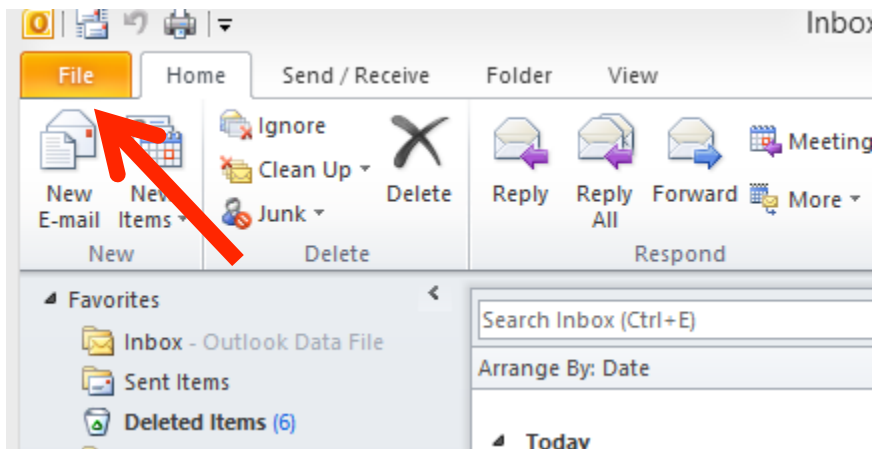 Inbox
File Home Send / Receive Folder View
Ignore
Clean Up
Junk
New E-mail
New Items
Delete
Reply
Reply All
Forward
Meeting
More
New Delete Respond
Favorites
Inbox - Outlook Data File
Sent Items
Deleted Items (6)
Search Inbox (Ctrl+E)
Arrange By: Date
Today